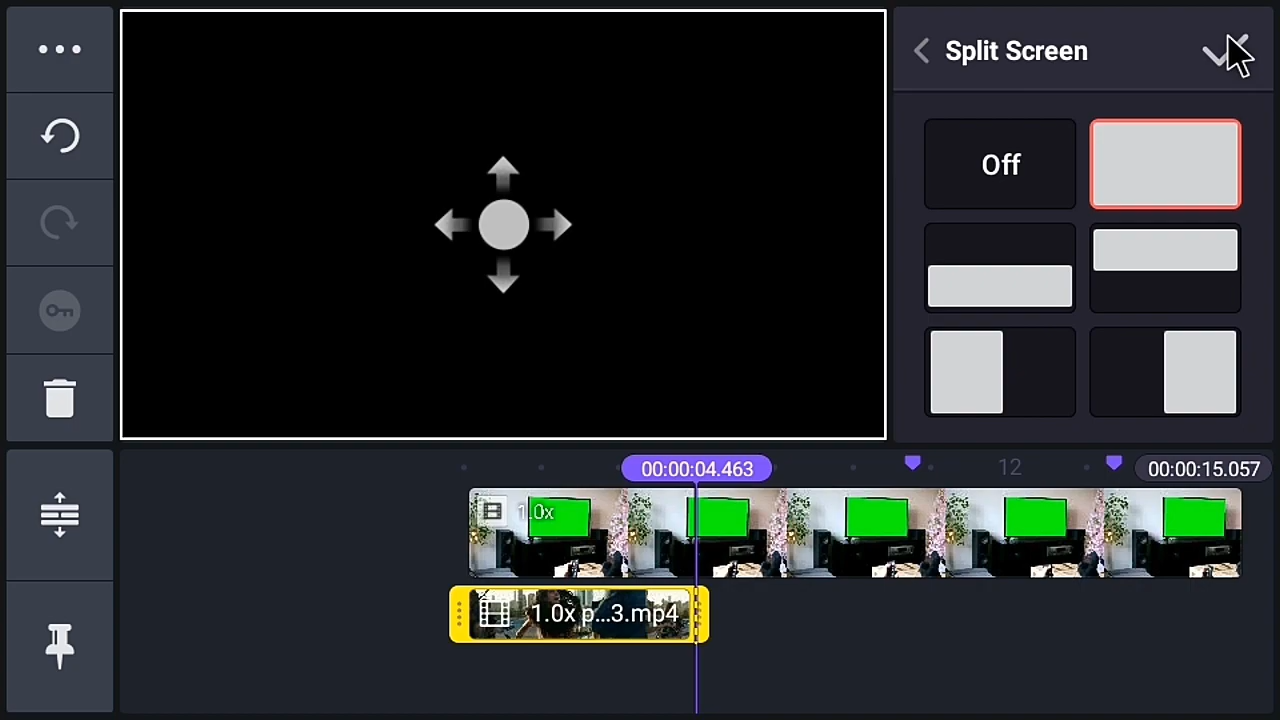 Split Screen
Off
00:00:04.463
12
00:00:15.057
1.0x
1.0x p...3.mp4